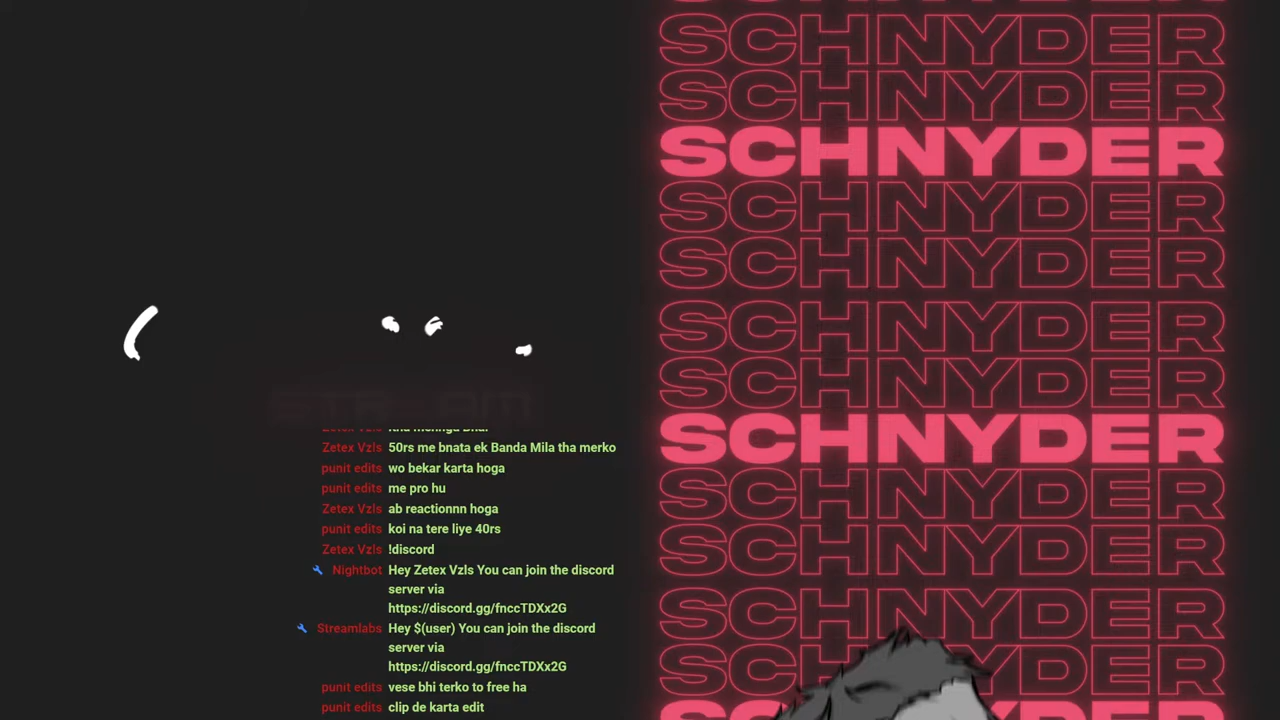 Zetex Vzls 50rs me bnata ek Banda Mila tha merko
punit edits wo bekar karta hoga
punit edits me pro hu
Zetex Vzls ab reactionnn hoga
punit edits koi na tere liye 40rs
Zetex Vzls !discord
Nightbot Hey Zetex Vzls You can join the discord
server via
https://discord.gg/fnccTDXx2G
Streamlabs Hey $(user) You can join the discord
server via
https://discord.gg/fnccTDXx2G
punit edits vese bhi terko to free ha
punit edits clip de karta edit
SCHNYDER
SCHNYDER
SCHNYDER
SCHNYDER
SCHNYDER
SCHNYDER
SCHNYDER
SCHNYDER
SCHNYDER
SCHNYDER
SCHNYDER
SCHNYDER